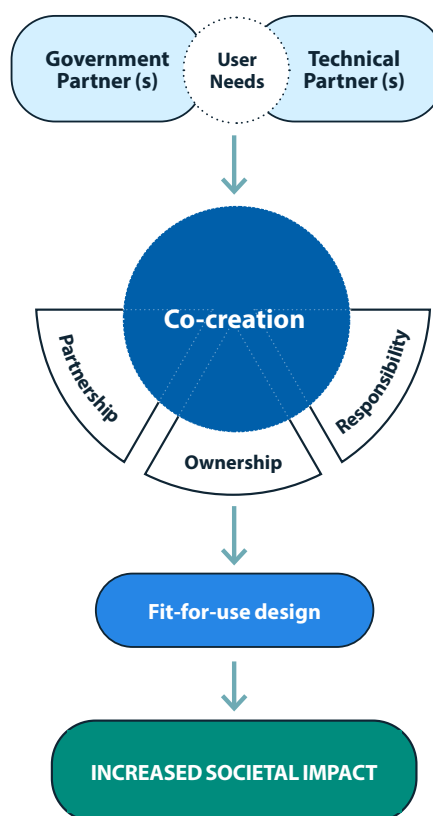 Government
Partner (s)
User
Needs
Technical
Partner (s)
Co-creation
Partnership
Ownership
Responsibility
Fit-for-use design
INCREASED SOCIETAL IMPACT